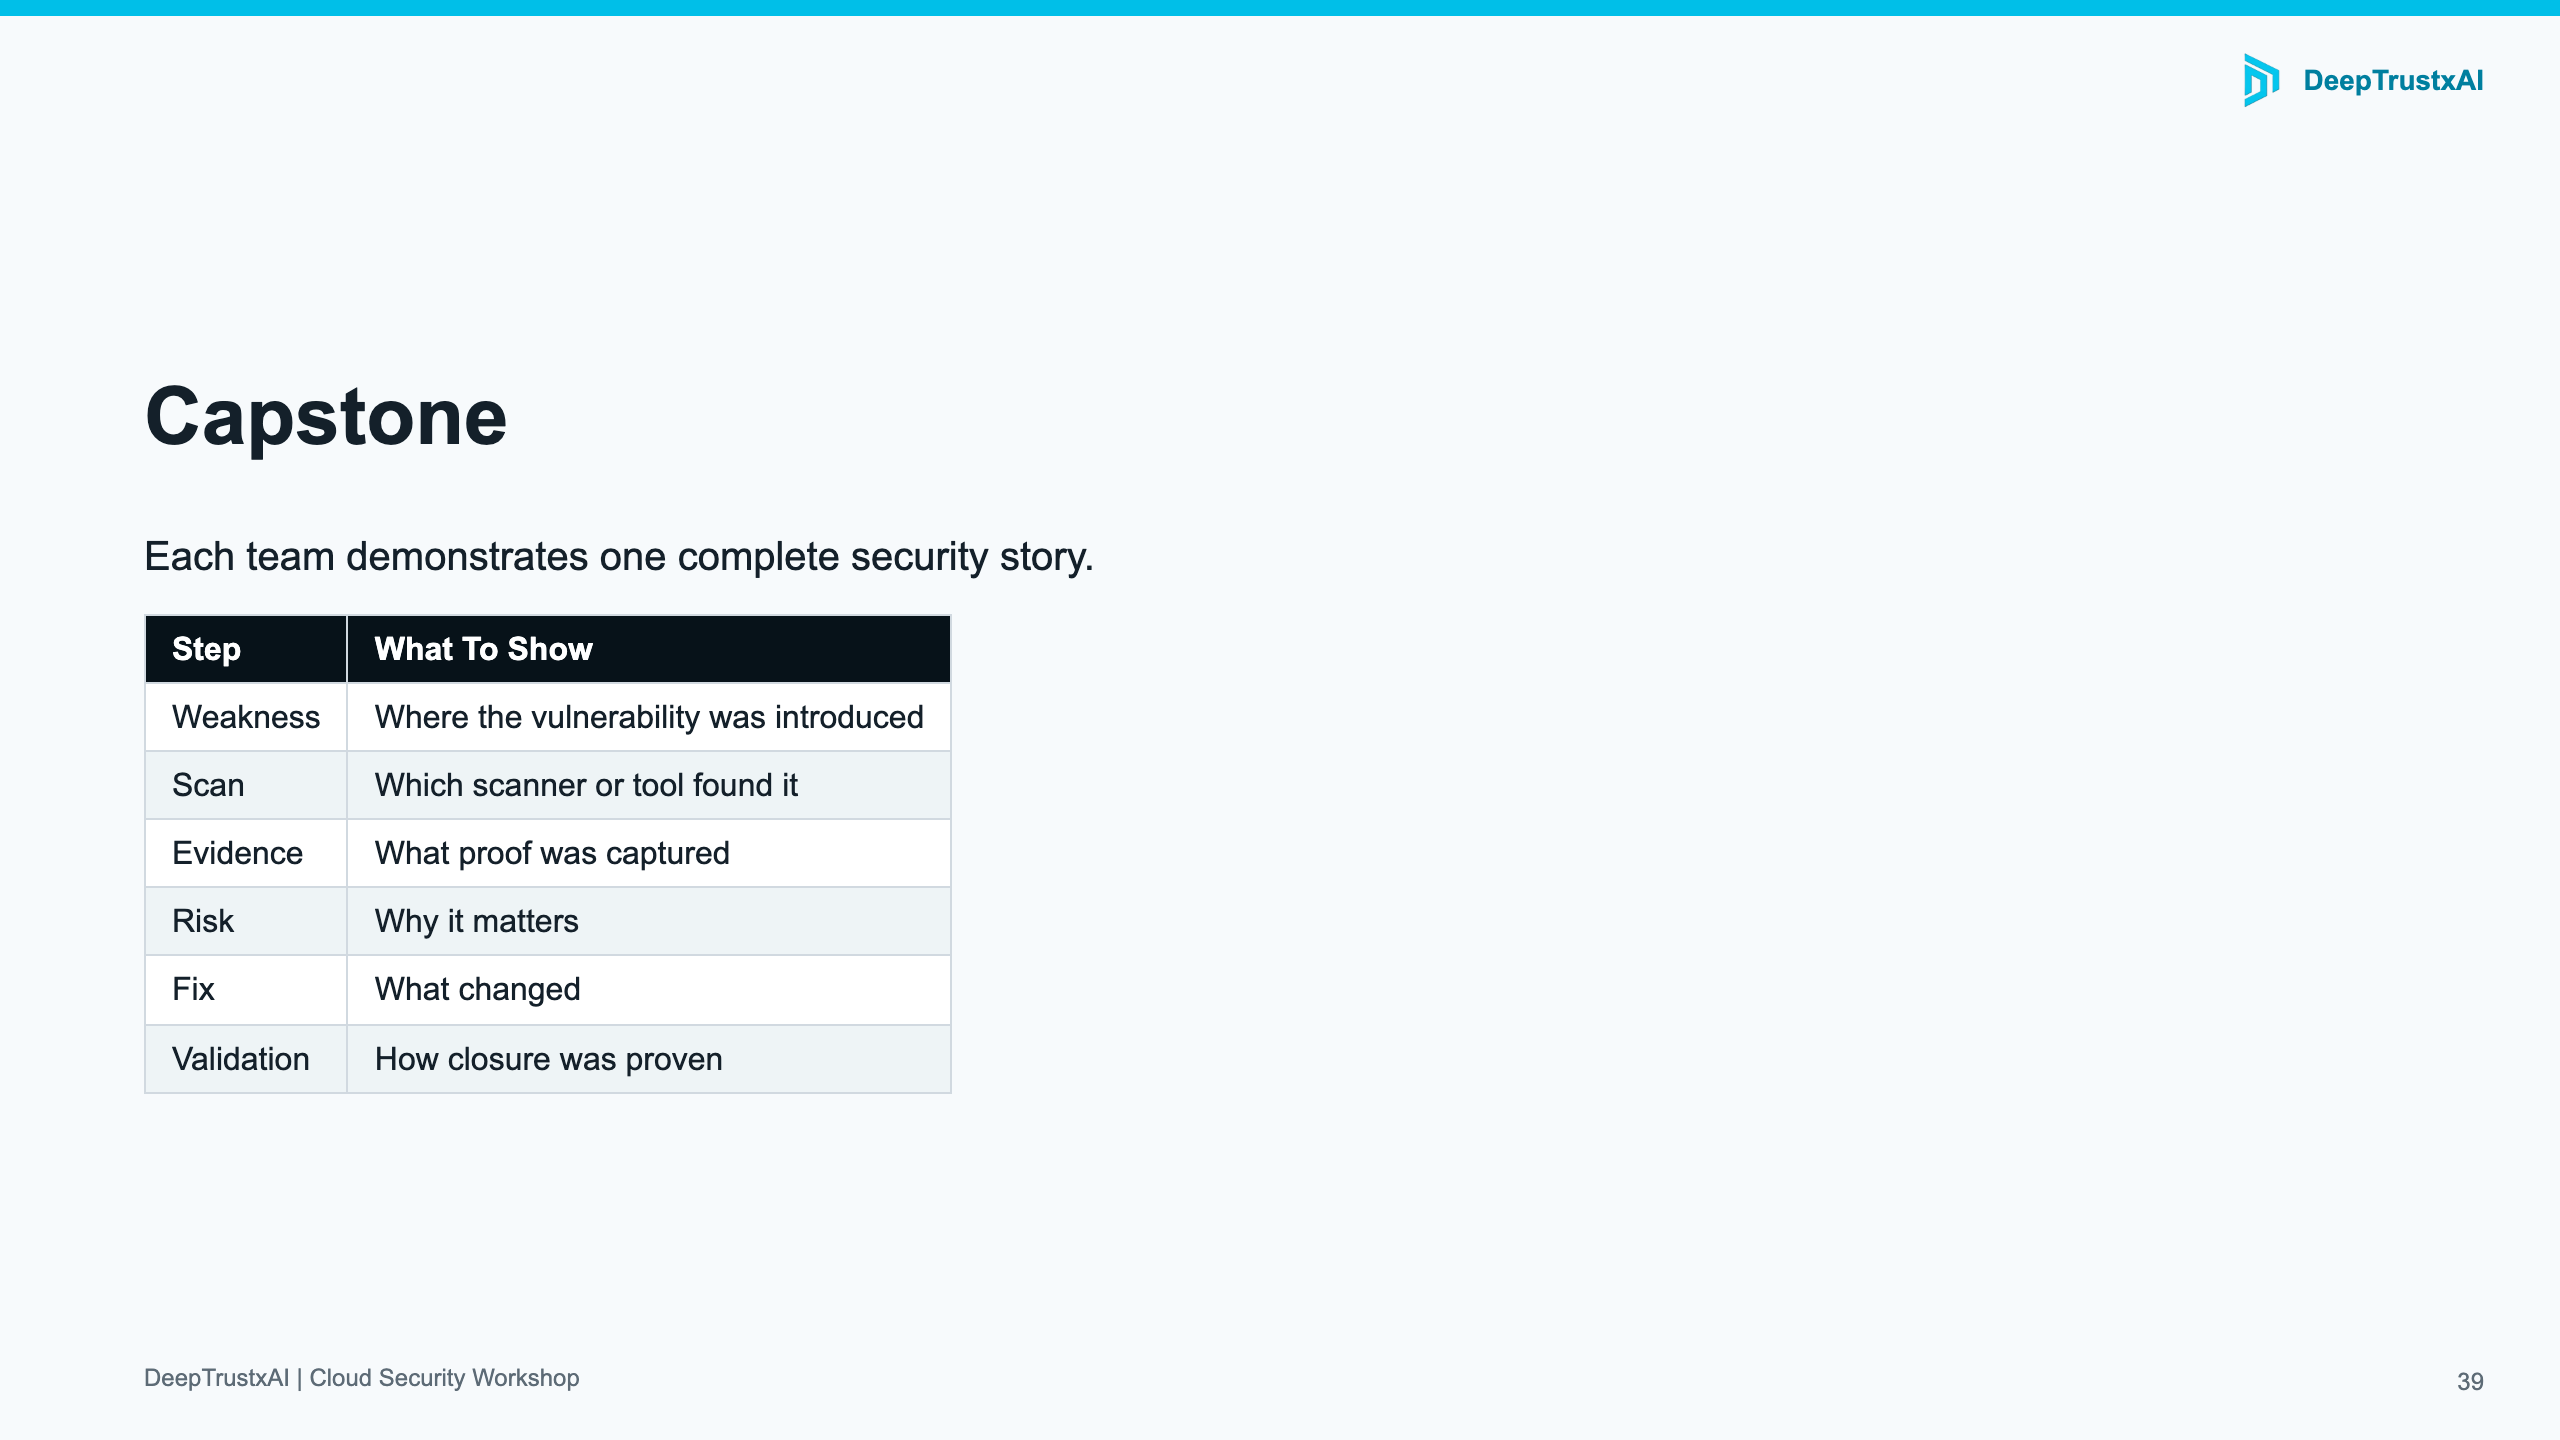 DeepTrustxAI
Capstone
Each team demonstrates one complete security story.
Step What To Show
Weakness Where the vulnerability was introduced
Scan Which scanner or tool found it
Evidence What proof was captured
Risk Why it matters
Fix What changed
Validation How closure was proven
DeepTrustxAI | Cloud Security Workshop
39